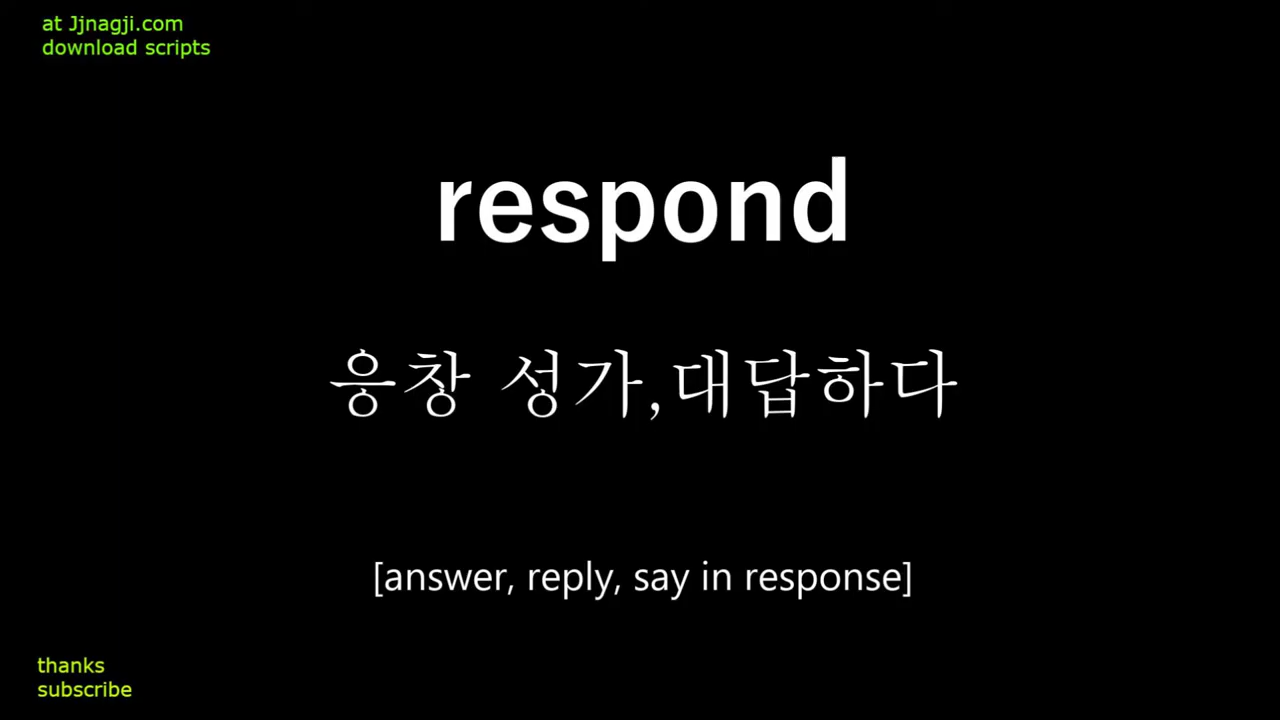 at Jjnagji.com
download scripts
respond
응창 성가,대답하다
[answer, reply, say in response]
thanks
subscribe